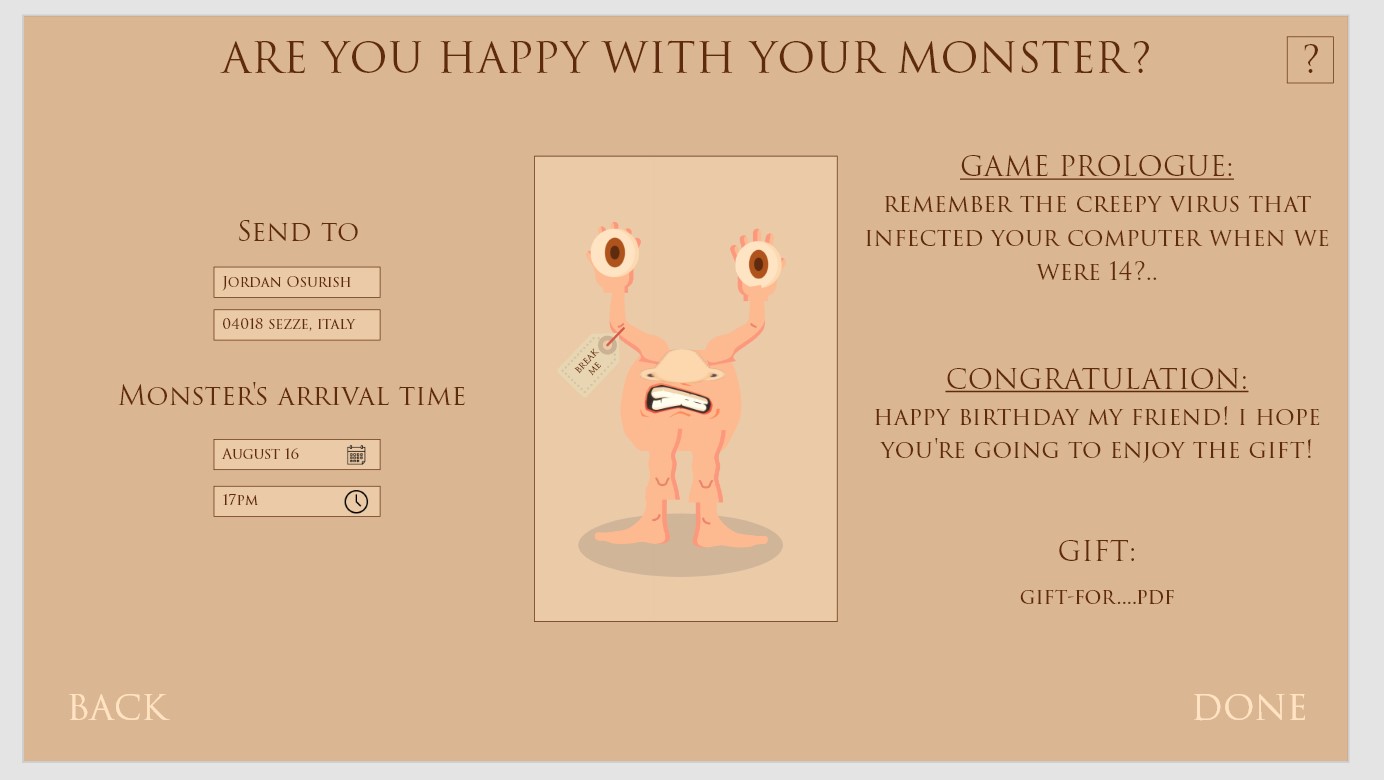 ARE YOU HAPPY WITH YOUR MONSTER?
?
SEND TO
JORDAN OSURISH
04018 SEZZE, ITALY
MONSTER'S ARRIVAL TIME
AUGUST 16
17PM
BREAK
ME
GAME PROLOGUE:
REMEMBER THE CREEPY VIRUS THAT
INFECTED YOUR COMPUTER WHEN WE
WERE 14?..
CONGRATULATION:
HAPPY BIRTHDAY MY FRIEND! I HOPE
YOU'RE GOING TO ENJOY THE GIFT!
GIFT:
GIFT-FOR....PDF
BACK
DONE